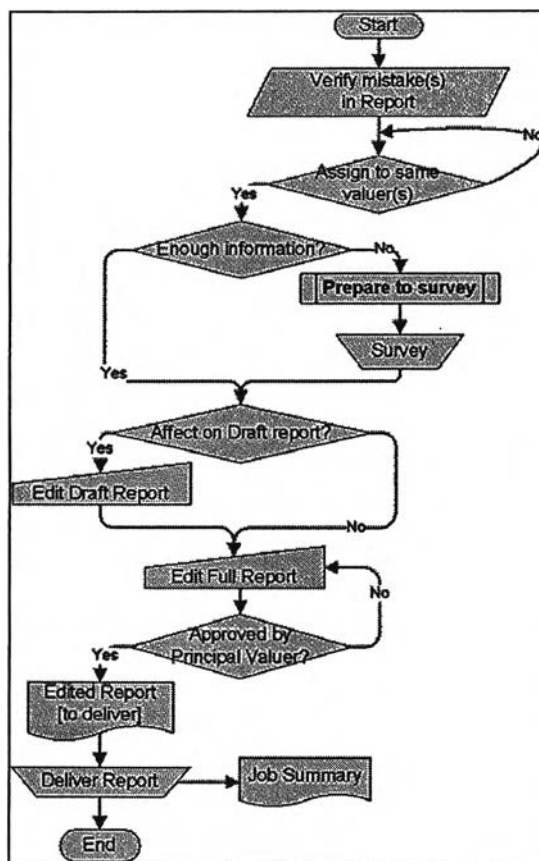 Start
Verify mistake(s)
in Report
No
Assign to same
valuer(s)
Yes
Enough information?
No
Prepare to survey
Survey
Yes
Affect on Draft report?
Yes
Edit Draft Report
No
Edit Full Report
No
Approved by
Principal Valuer?
Yes
Edited Report
[to deliver]
Deliver Report
Job Summary
End